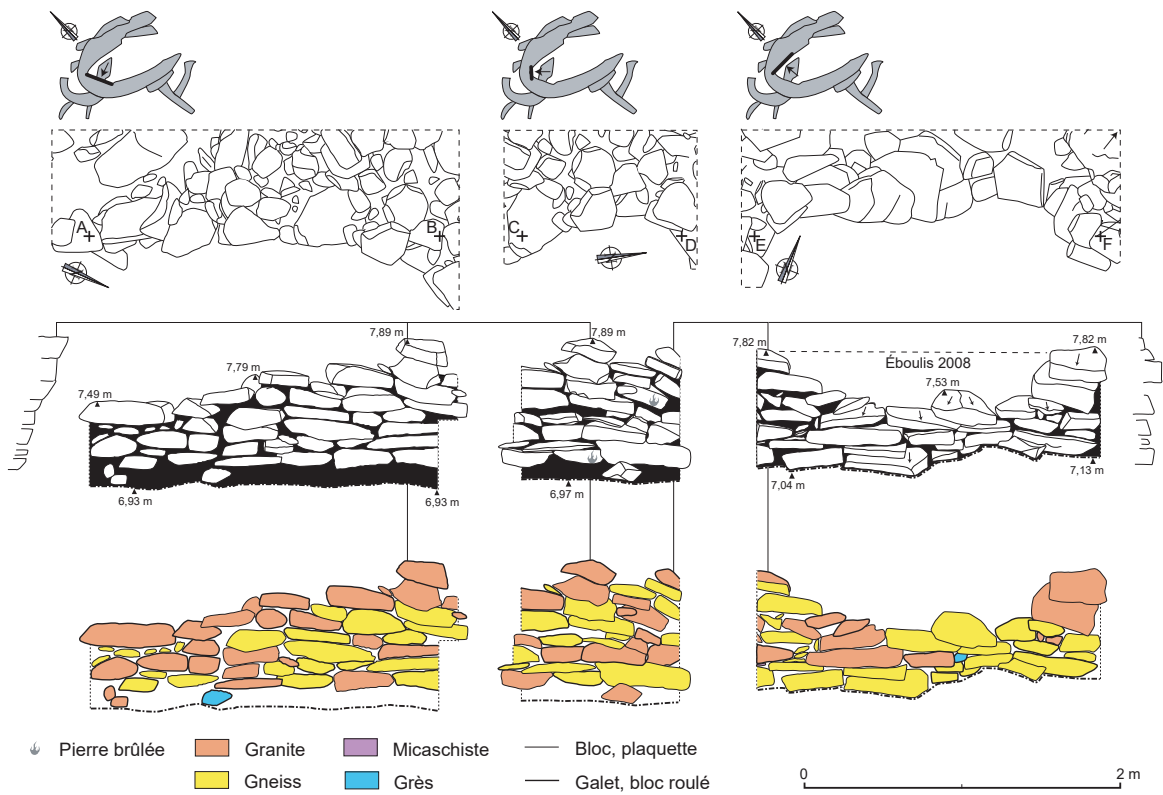 A
B
C
D
E
F
7,89 m
7,89 m
7,82 m
7,82 m
7,79 m
Éboulis 2008
7,49 m
7,53 m
6,93 m
6,93 m
6,97 m
7,04 m
7,13 m
Pierre brûlée
Granite
Micaschiste
Bloc, plaquette
Gneiss
Grès
Galet, bloc roulé
0
2 m